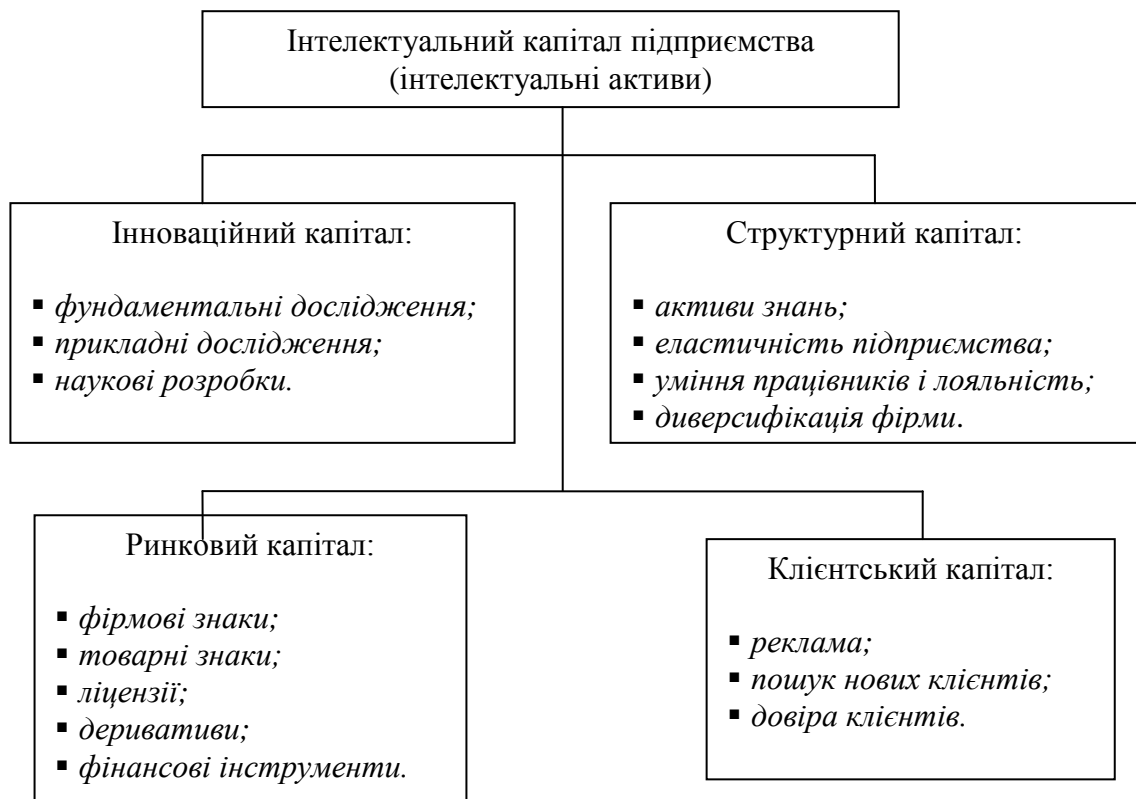 Інтелектуальний капітал підприємства
(інтелектуальні активи)
Інноваційний капітал:
▪ фундаментальні дослідження;
▪ прикладні дослідження;
▪ наукові розробки.
Структурний капітал:
▪ активи знань;
▪ еластичність підприємства;
▪ уміння працівників і лояльність;
▪ диверсифікація фірми.
Ринковий капітал:
▪ фірмові знаки;
▪ товарні знаки;
▪ ліцензії;
▪ деривативи;
▪ фінансові інструменти.
Клієнтський капітал:
▪ реклама;
▪ пошук нових клієнтів;
▪ довіра клієнтів.